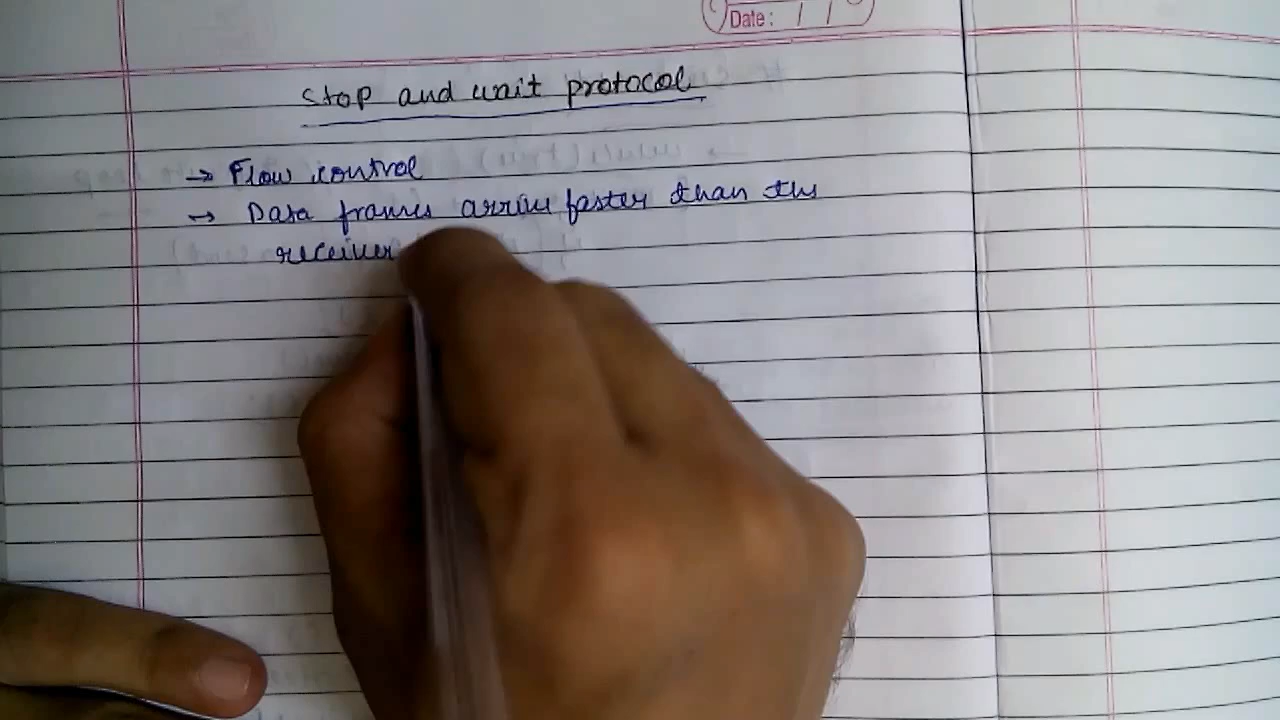 Date: / /
Stop and wait protocol
→ Flow control
→ Data frames arrive faster than the
receiver